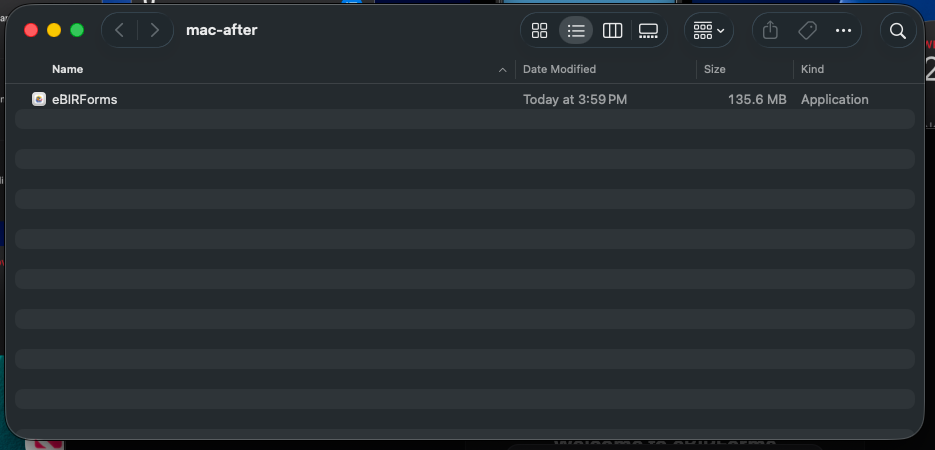 mac-after
Name Date Modified Size Kind
eBIRForms Today at 3:59 PM 135.6 MB Application